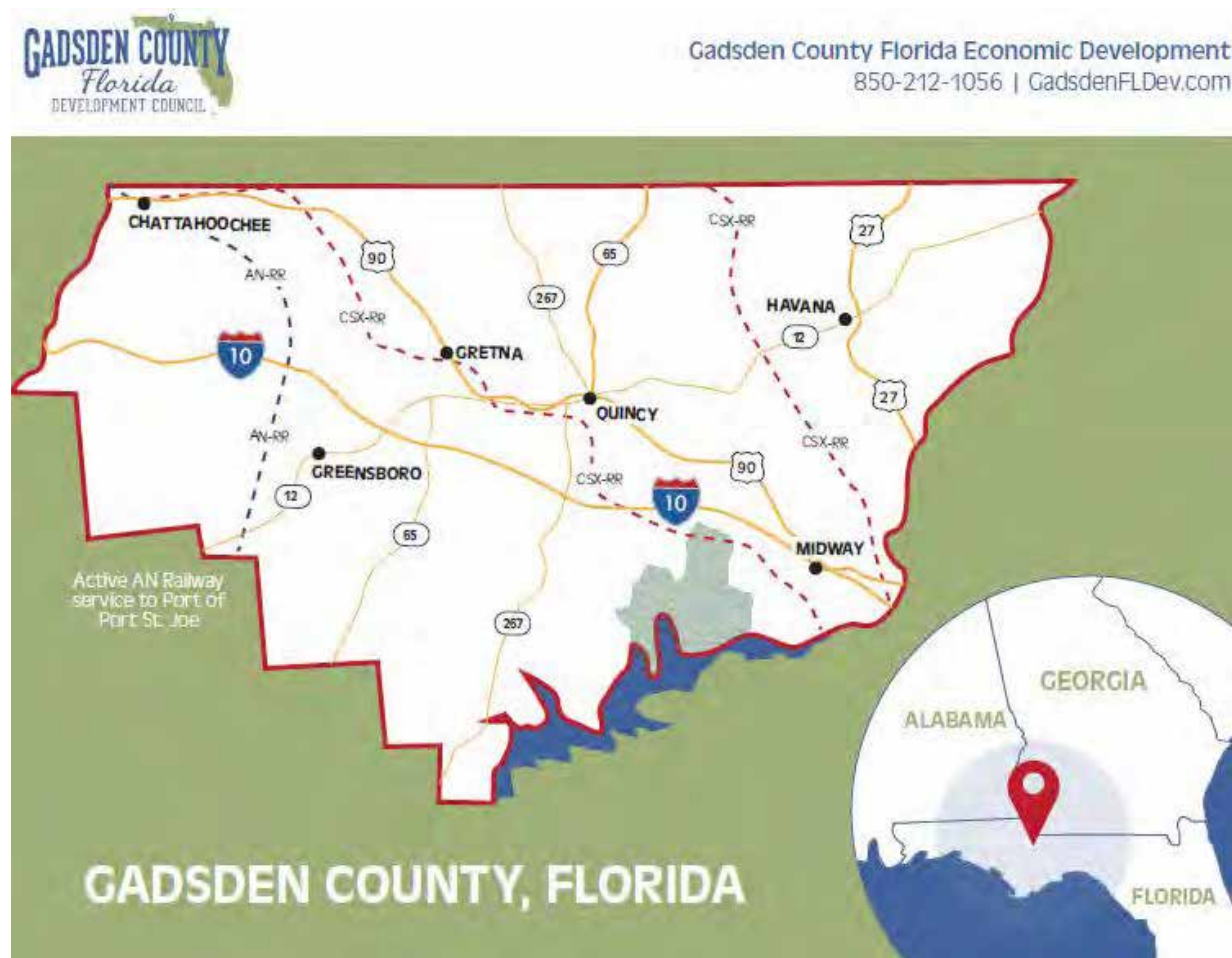 GADSDEN COUNTY
Florida
DEVELOPMENT COUNCIL
Gadsden County Florida Economic Development
850-212-1056 | GadsdenFLDev.com
CHATTAHOOCHEE
AN-RR
90
CSX-RR
267
65
CSX-RR
27
HAVANA
12
10
GRETNA
27
QUINCY
AN-RR
GREENSBORO
CSX-RR
CSX-RR
90
12
10
65
MIDWAY
Active AN Railway
service to Port of
Port St. Joe
267
GEORGIA
ALABAMA
FLORIDA
GADSDEN COUNTY, FLORIDA